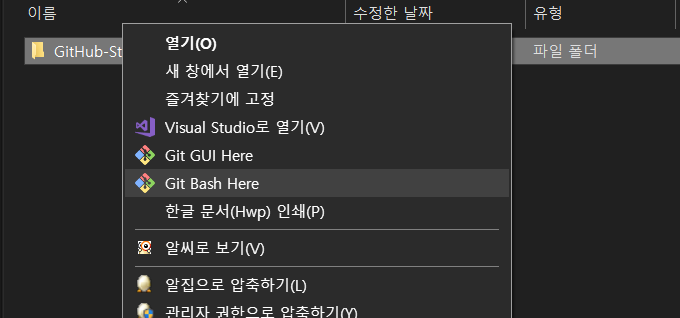 이름 수정한 날짜 유형
GitHub-St 파일 폴더
열기(O)
새 창에서 열기(E)
즐겨찾기에 고정
Visual Studio로 열기(V)
Git GUI Here
Git Bash Here
한글 문서(Hwp) 인쇄(P)
알씨로 보기(V)
알집으로 압축하기(L)
관리자 권한으로 압축하기(Y)